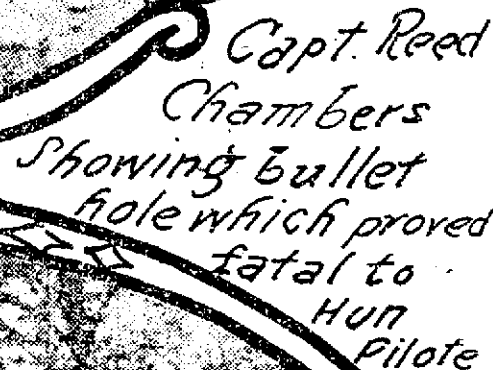 Capt. Reed
Chambers
Showing bullet
hole which proved
fatal to
Hun
Pilote